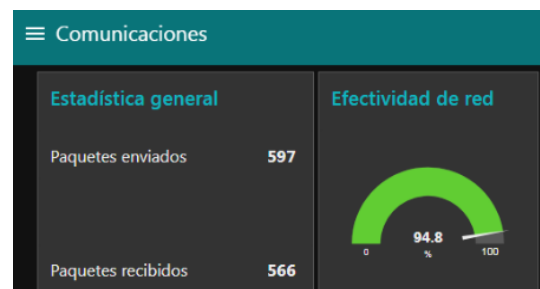 Comunicaciones
Estadística general
Paquetes enviados 597
Paquetes recibidos 566
Efectividad de red
94.8
%
0
100